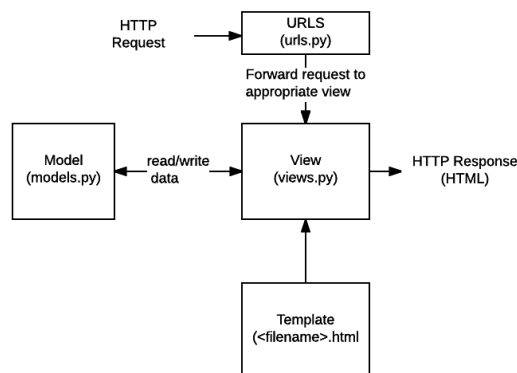 HTTP
Request
URLS
(urls.py)
Forward request to
appropriate view
Model
(models.py)
read/write
data
View
(views.py)
HTTP Response
(HTML)
Template
(<filename>.html